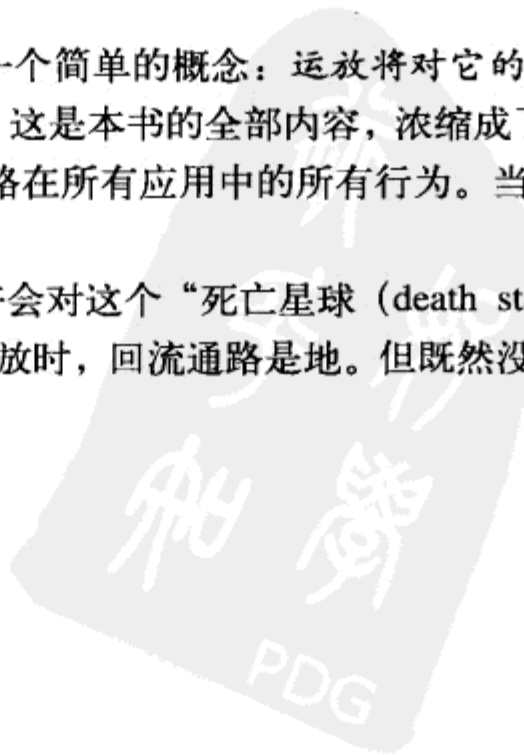 一个简单的概念：运放将对它的
这是本书的全部内容，浓缩成
络在所有应用中的所有行为。当
会对这个“死亡星球（death st
放时，回流通路是地。但既然没
PDG